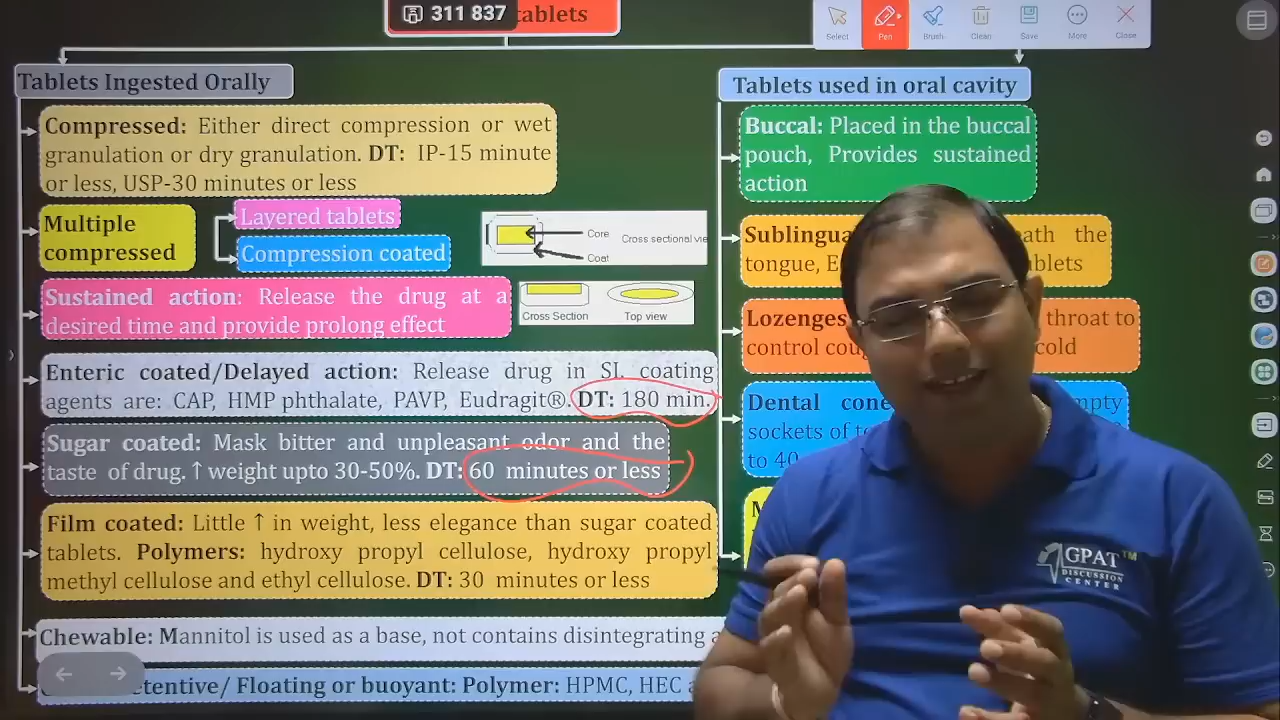 311 837
tablets
Select
Pen
Brush
Clean
Save
More
Close
Tablets Ingested Orally
Compressed: Either direct compression or wet
granulation or dry granulation. DT: IP-15 minute
or less, USP-30 minutes or less
Multiple
compressed
Layered tablets
Compression coated
Core
Coat
Cross sectional vie
Sustained action: Release the drug at a
desired time and provide prolong effect
Cross Section
Top view
Enteric coated/Delayed action: Release drug in SI, coating
agents are: CAP, HMP phthalate, PAVP, Eudragit®. DT: 180 min.
Sugar coated: Mask bitter and unpleasant odor and the
taste of drug. ↑ weight upto 30-50%. DT: 60 minutes or less
Film coated: Little ↑ in weight, less elegance than sugar coated
tablets. Polymers: hydroxy propyl cellulose, hydroxy propyl
methyl cellulose and ethyl cellulose. DT: 30 minutes or less
Chewable: Mannitol is used as a base, not contains disintegrating a
etentive/ Floating or buoyant: Polymer: HPMC, HEC a
Tablets used in oral cavity
Buccal: Placed in the buccal
pouch, Provides sustained
action
Sublingua ath the
tongue, E ablets
Lozenges throat to
control cou cold
Dental cone mpty
sockets of to
to 40
M
GPAT™
DISCUSSION
CENTER